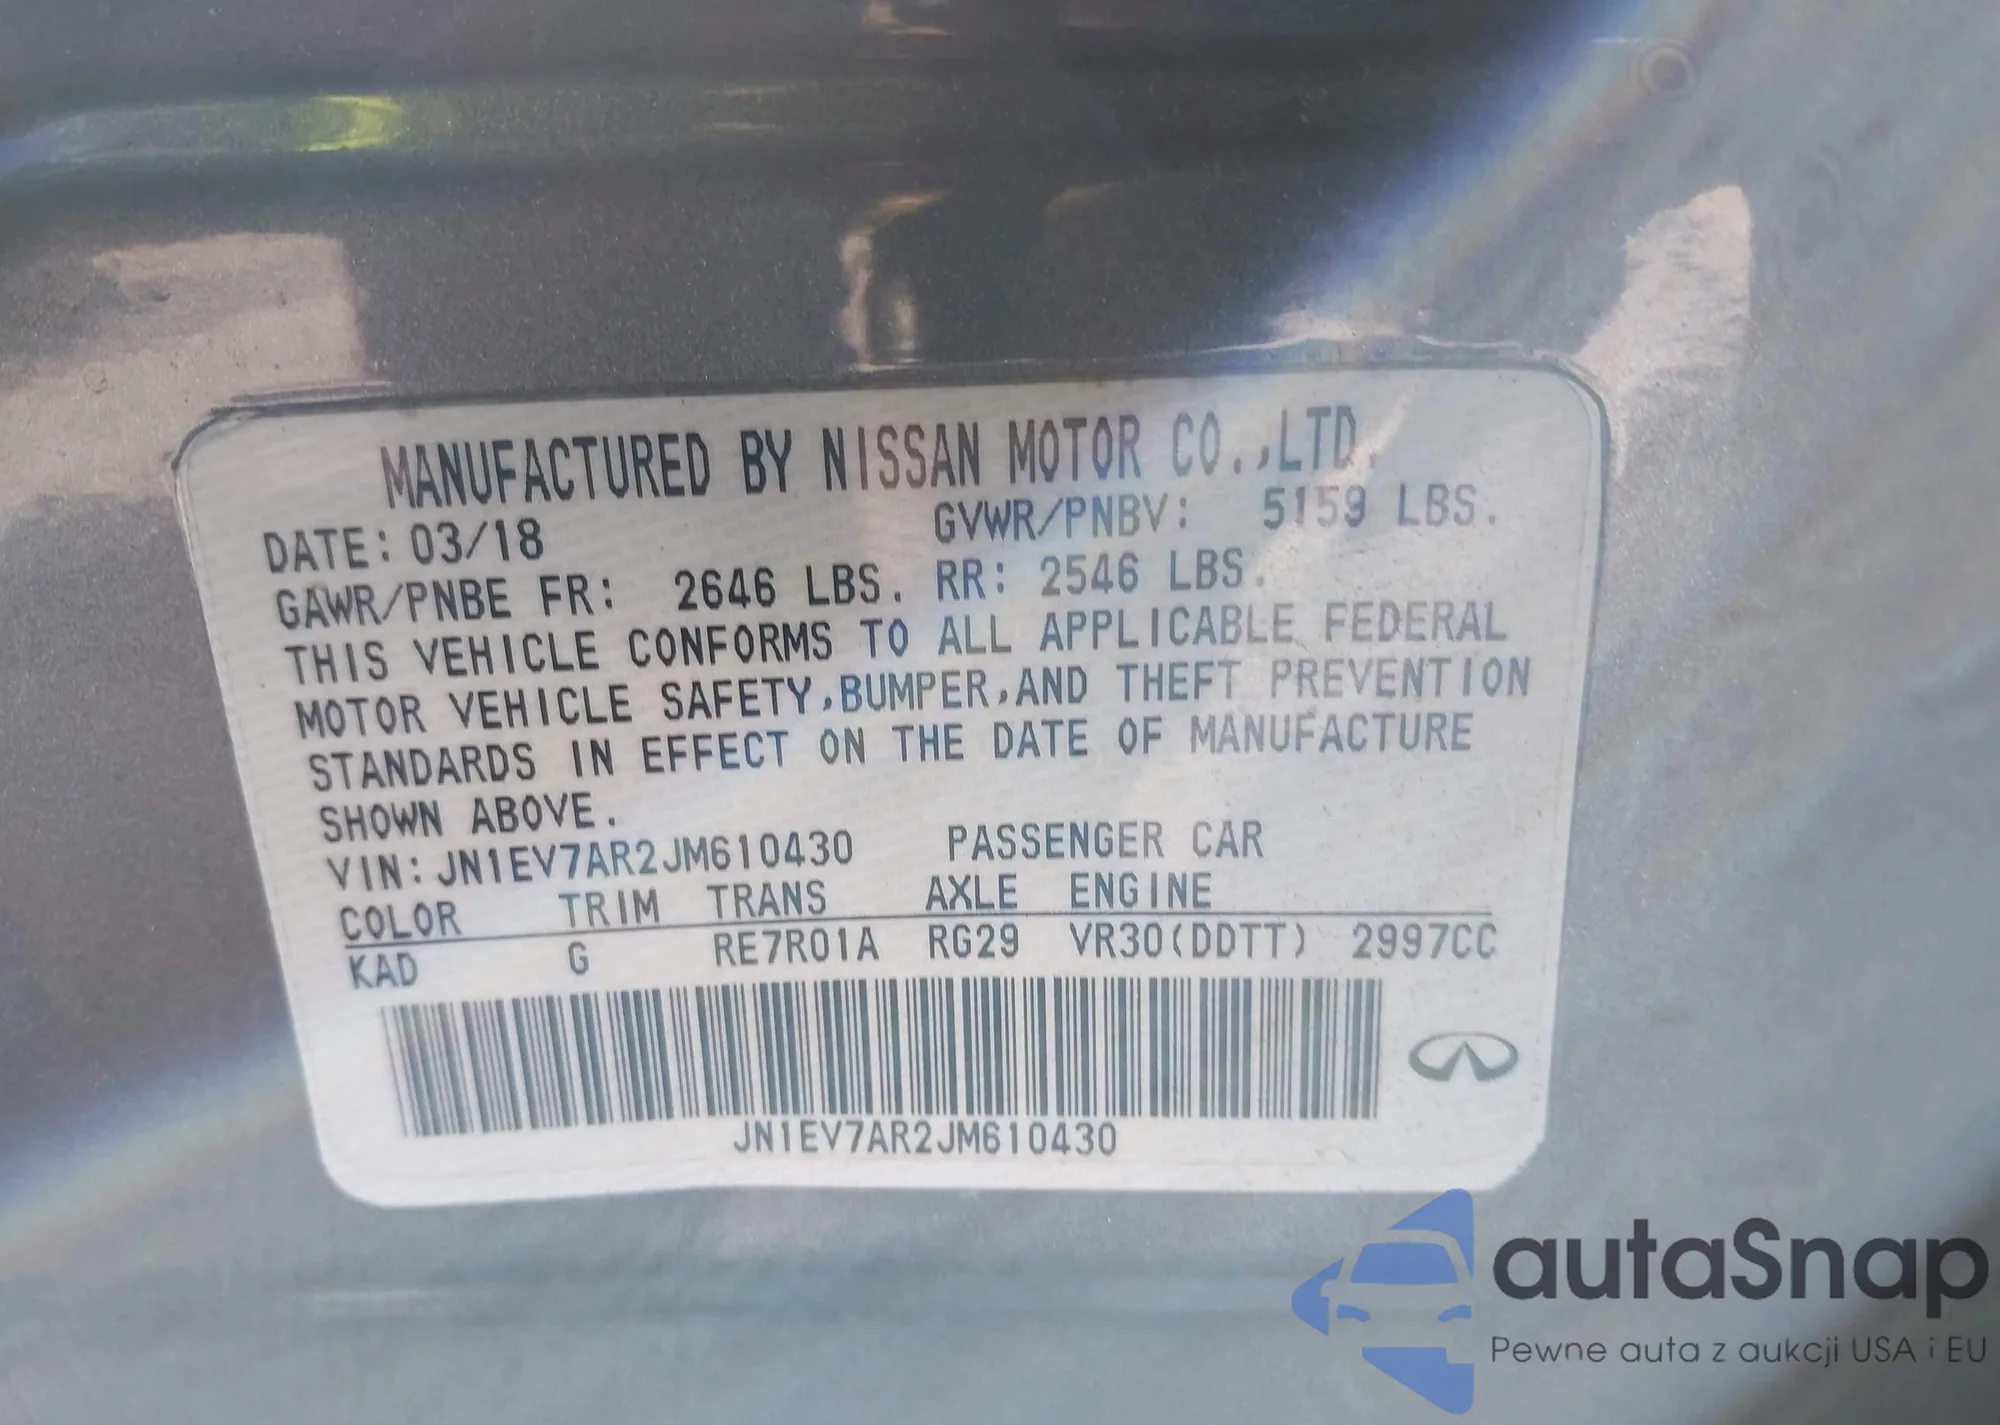 MANUFACTURED BY NISSAN MOTOR CO.,LTD.
DATE: 03/18 GVWR/PNBV: 5159 LBS.
GAWR/PNBE FR: 2646 LBS. RR: 2546 LBS.
THIS VEHICLE CONFORMS TO ALL APPLICABLE FEDERAL
MOTOR VEHICLE SAFETY,BUMPER,AND THEFT PREVENTION
STANDARDS IN EFFECT ON THE DATE OF MANUFACTURE
SHOWN ABOVE.
VIN: JN1EV7AR2JM610430 PASSENGER CAR
COLOR TRIM TRANS AXLE ENGINE
KAD G RE7R01A RG29 VR30(DDTT) 2997CC
JN1EV7AR2JM610430
autaSnap
Pewne auta z aukcji USA i EU